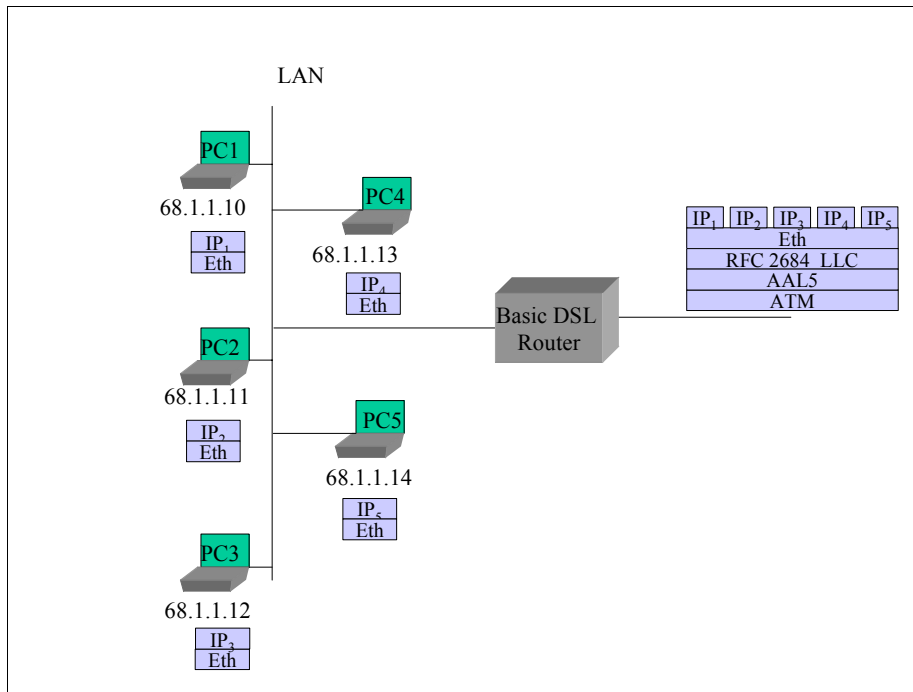 LAN
PC1
68.1.1.10
IP₁
Eth
PC4
68.1.1.13
IP₄
Eth
IP₁ IP₂ IP₃ IP₄ IP₅
Eth
RFC 2684 LLC
AAL5
ATM
Basic DSL
Router
PC2
68.1.1.11
IP₂
Eth
PC5
68.1.1.14
IP₅
Eth
PC3
68.1.1.12
IP₃
Eth